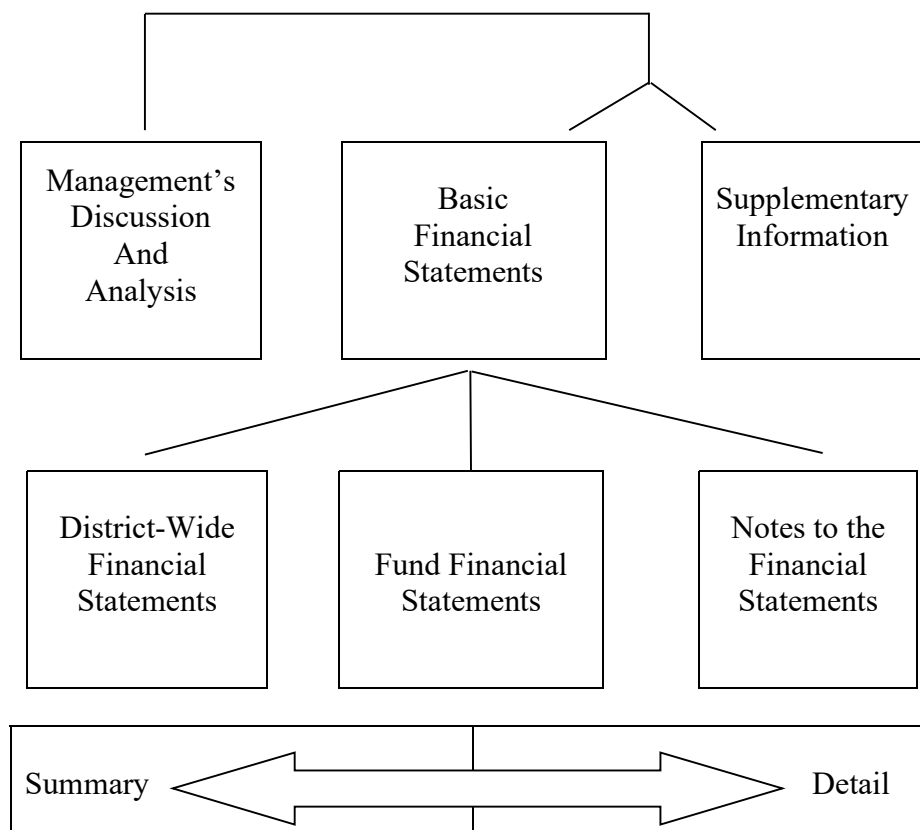 Management’s
Discussion
And
Analysis
Basic
Financial
Statements
Supplementary
Information
District-Wide
Financial
Statements
Fund Financial
Statements
Notes to the
Financial
Statements
Summary
Detail